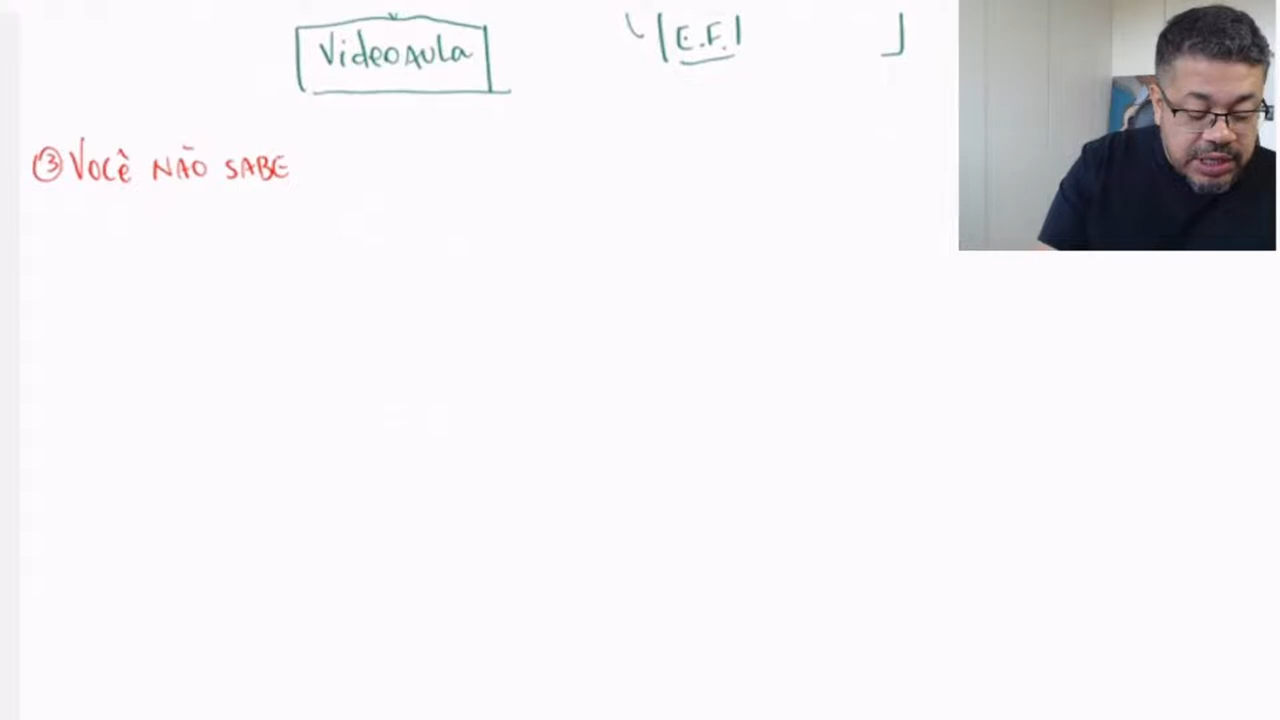 Videoaula
E.F.
③ Você não sabe